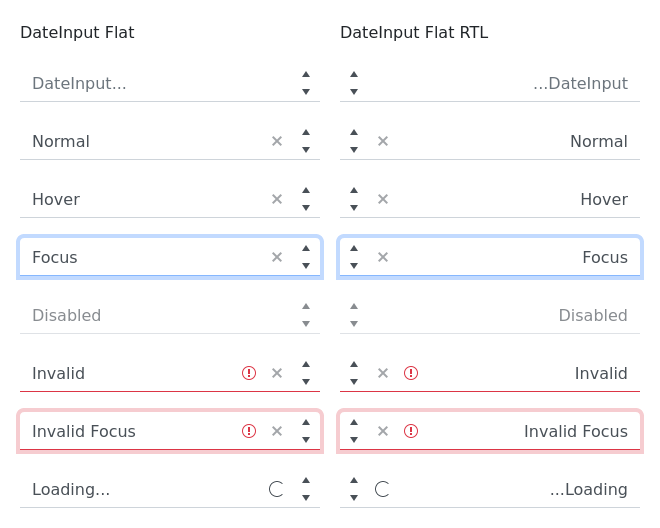 DateInput Flat
DateInput...
Normal
Hover
Focus
Disabled
Invalid
Invalid Focus
Loading...
DateInput Flat RTL
...DateInput
Normal
Hover
Focus
Disabled
Invalid
Invalid Focus
...Loading